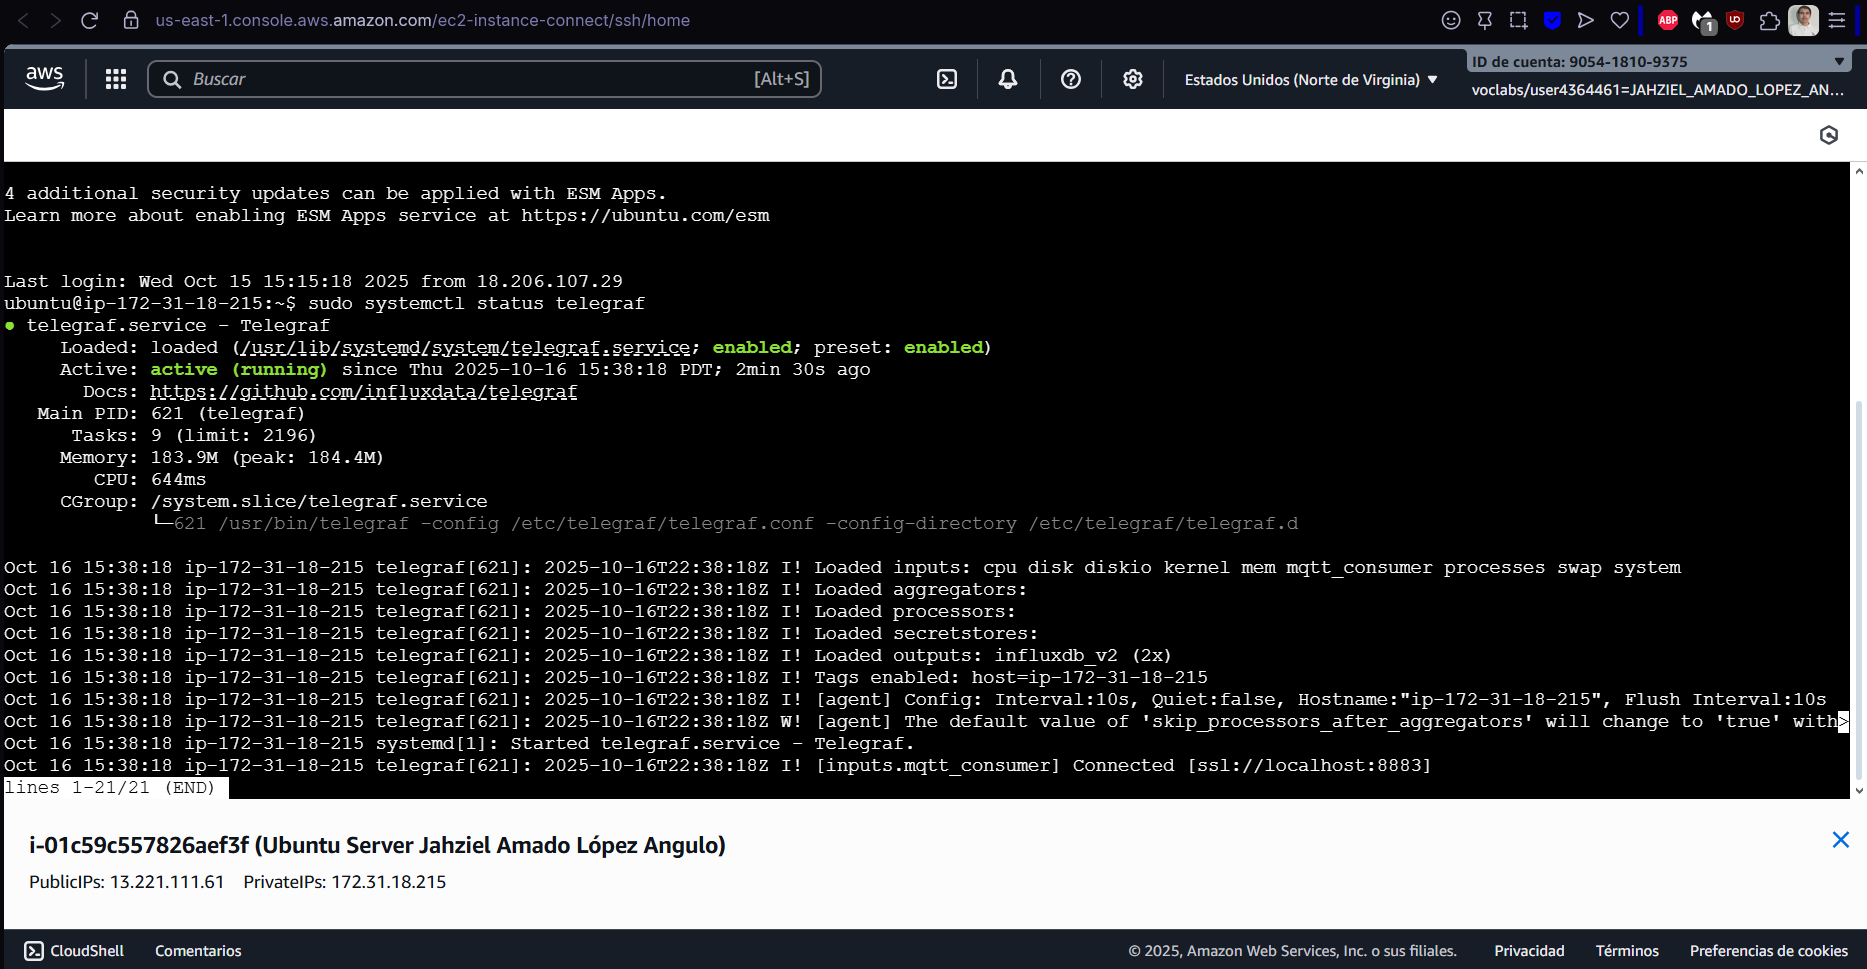 us-east-1.console.aws.amazon.com/ec2-instance-connect/ssh/home
ABP
1
aws
Buscar
[Alt+S]
Estados Unidos (Norte de Virginia)
ID de cuenta: 9054-1810-9375
voclabs/user4364461=JAHZIEL_AMADO_LOPEZ_AN...
4 additional security updates can be applied with ESM Apps.
Learn more about enabling ESM Apps service at https://ubuntu.com/esm
Last login: Wed Oct 15 15:15:18 2025 from 18.206.107.29
ubuntu@ip-172-31-18-215:~$ sudo systemctl status telegraf
● telegraf.service - Telegraf
Loaded: loaded (/usr/lib/systemd/system/telegraf.service; enabled; preset: enabled)
Active: active (running) since Thu 2025-10-16 15:38:18 PDT; 2min 30s ago
Docs: https://github.com/influxdata/telegraf
Main PID: 621 (telegraf)
Tasks: 9 (limit: 2196)
Memory: 183.9M (peak: 184.4M)
CPU: 644ms
CGroup: /system.slice/telegraf.service
└─621 /usr/bin/telegraf -config /etc/telegraf/telegraf.conf -config-directory /etc/telegraf/telegraf.d
Oct 16 15:38:18 ip-172-31-18-215 telegraf[621]: 2025-10-16T22:38:18Z I! Loaded inputs: cpu disk diskio kernel mem mqtt_consumer processes swap system
Oct 16 15:38:18 ip-172-31-18-215 telegraf[621]: 2025-10-16T22:38:18Z I! Loaded aggregators:
Oct 16 15:38:18 ip-172-31-18-215 telegraf[621]: 2025-10-16T22:38:18Z I! Loaded processors:
Oct 16 15:38:18 ip-172-31-18-215 telegraf[621]: 2025-10-16T22:38:18Z I! Loaded secretstores:
Oct 16 15:38:18 ip-172-31-18-215 telegraf[621]: 2025-10-16T22:38:18Z I! Loaded outputs: influxdb_v2 (2x)
Oct 16 15:38:18 ip-172-31-18-215 telegraf[621]: 2025-10-16T22:38:18Z I! Tags enabled: host=ip-172-31-18-215
Oct 16 15:38:18 ip-172-31-18-215 telegraf[621]: 2025-10-16T22:38:18Z I! [agent] Config: Interval:10s, Quiet:false, Hostname:"ip-172-31-18-215", Flush Interval:10s
Oct 16 15:38:18 ip-172-31-18-215 telegraf[621]: 2025-10-16T22:38:18Z W! [agent] The default value of 'skip_processors_after_aggregators' will change to 'true' with>
Oct 16 15:38:18 ip-172-31-18-215 systemd[1]: Started telegraf.service - Telegraf.
Oct 16 15:38:18 ip-172-31-18-215 telegraf[621]: 2025-10-16T22:38:18Z I! [inputs.mqtt_consumer] Connected [ssl://localhost:8883]
lines 1-21/21 (END)
i-01c59c557826aef3f (Ubuntu Server Jahziel Amado López Angulo)
PublicIPs: 13.221.111.61 PrivateIPs: 172.31.18.215
CloudShell Comentarios © 2025, Amazon Web Services, Inc. o sus filiales. Privacidad Términos Preferencias de cookies